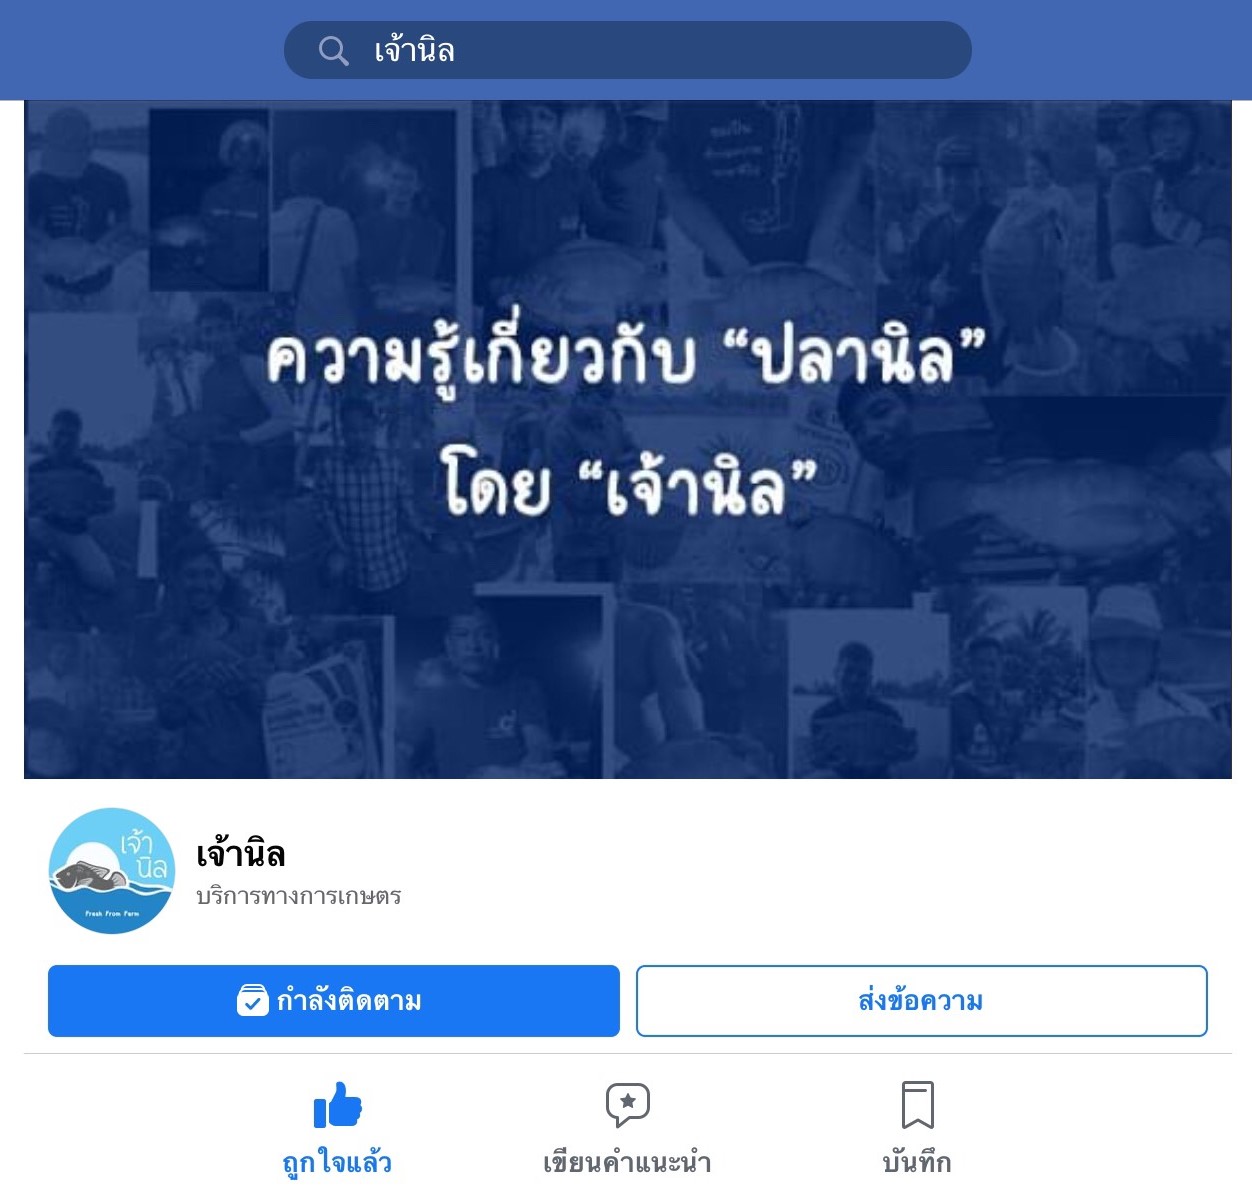 เจ้านิล
ความรู้เกี่ยวกับ “ปลานิล”
โดย “เจ้านิล”
เจ้า
นิล
Fresh From Farm
เจ้านิล
บริการทางการเกษตร
กำลังติดตาม
ส่งข้อความ
ถูกใจแล้ว
เขียนคำแนะนำ
บันทึก